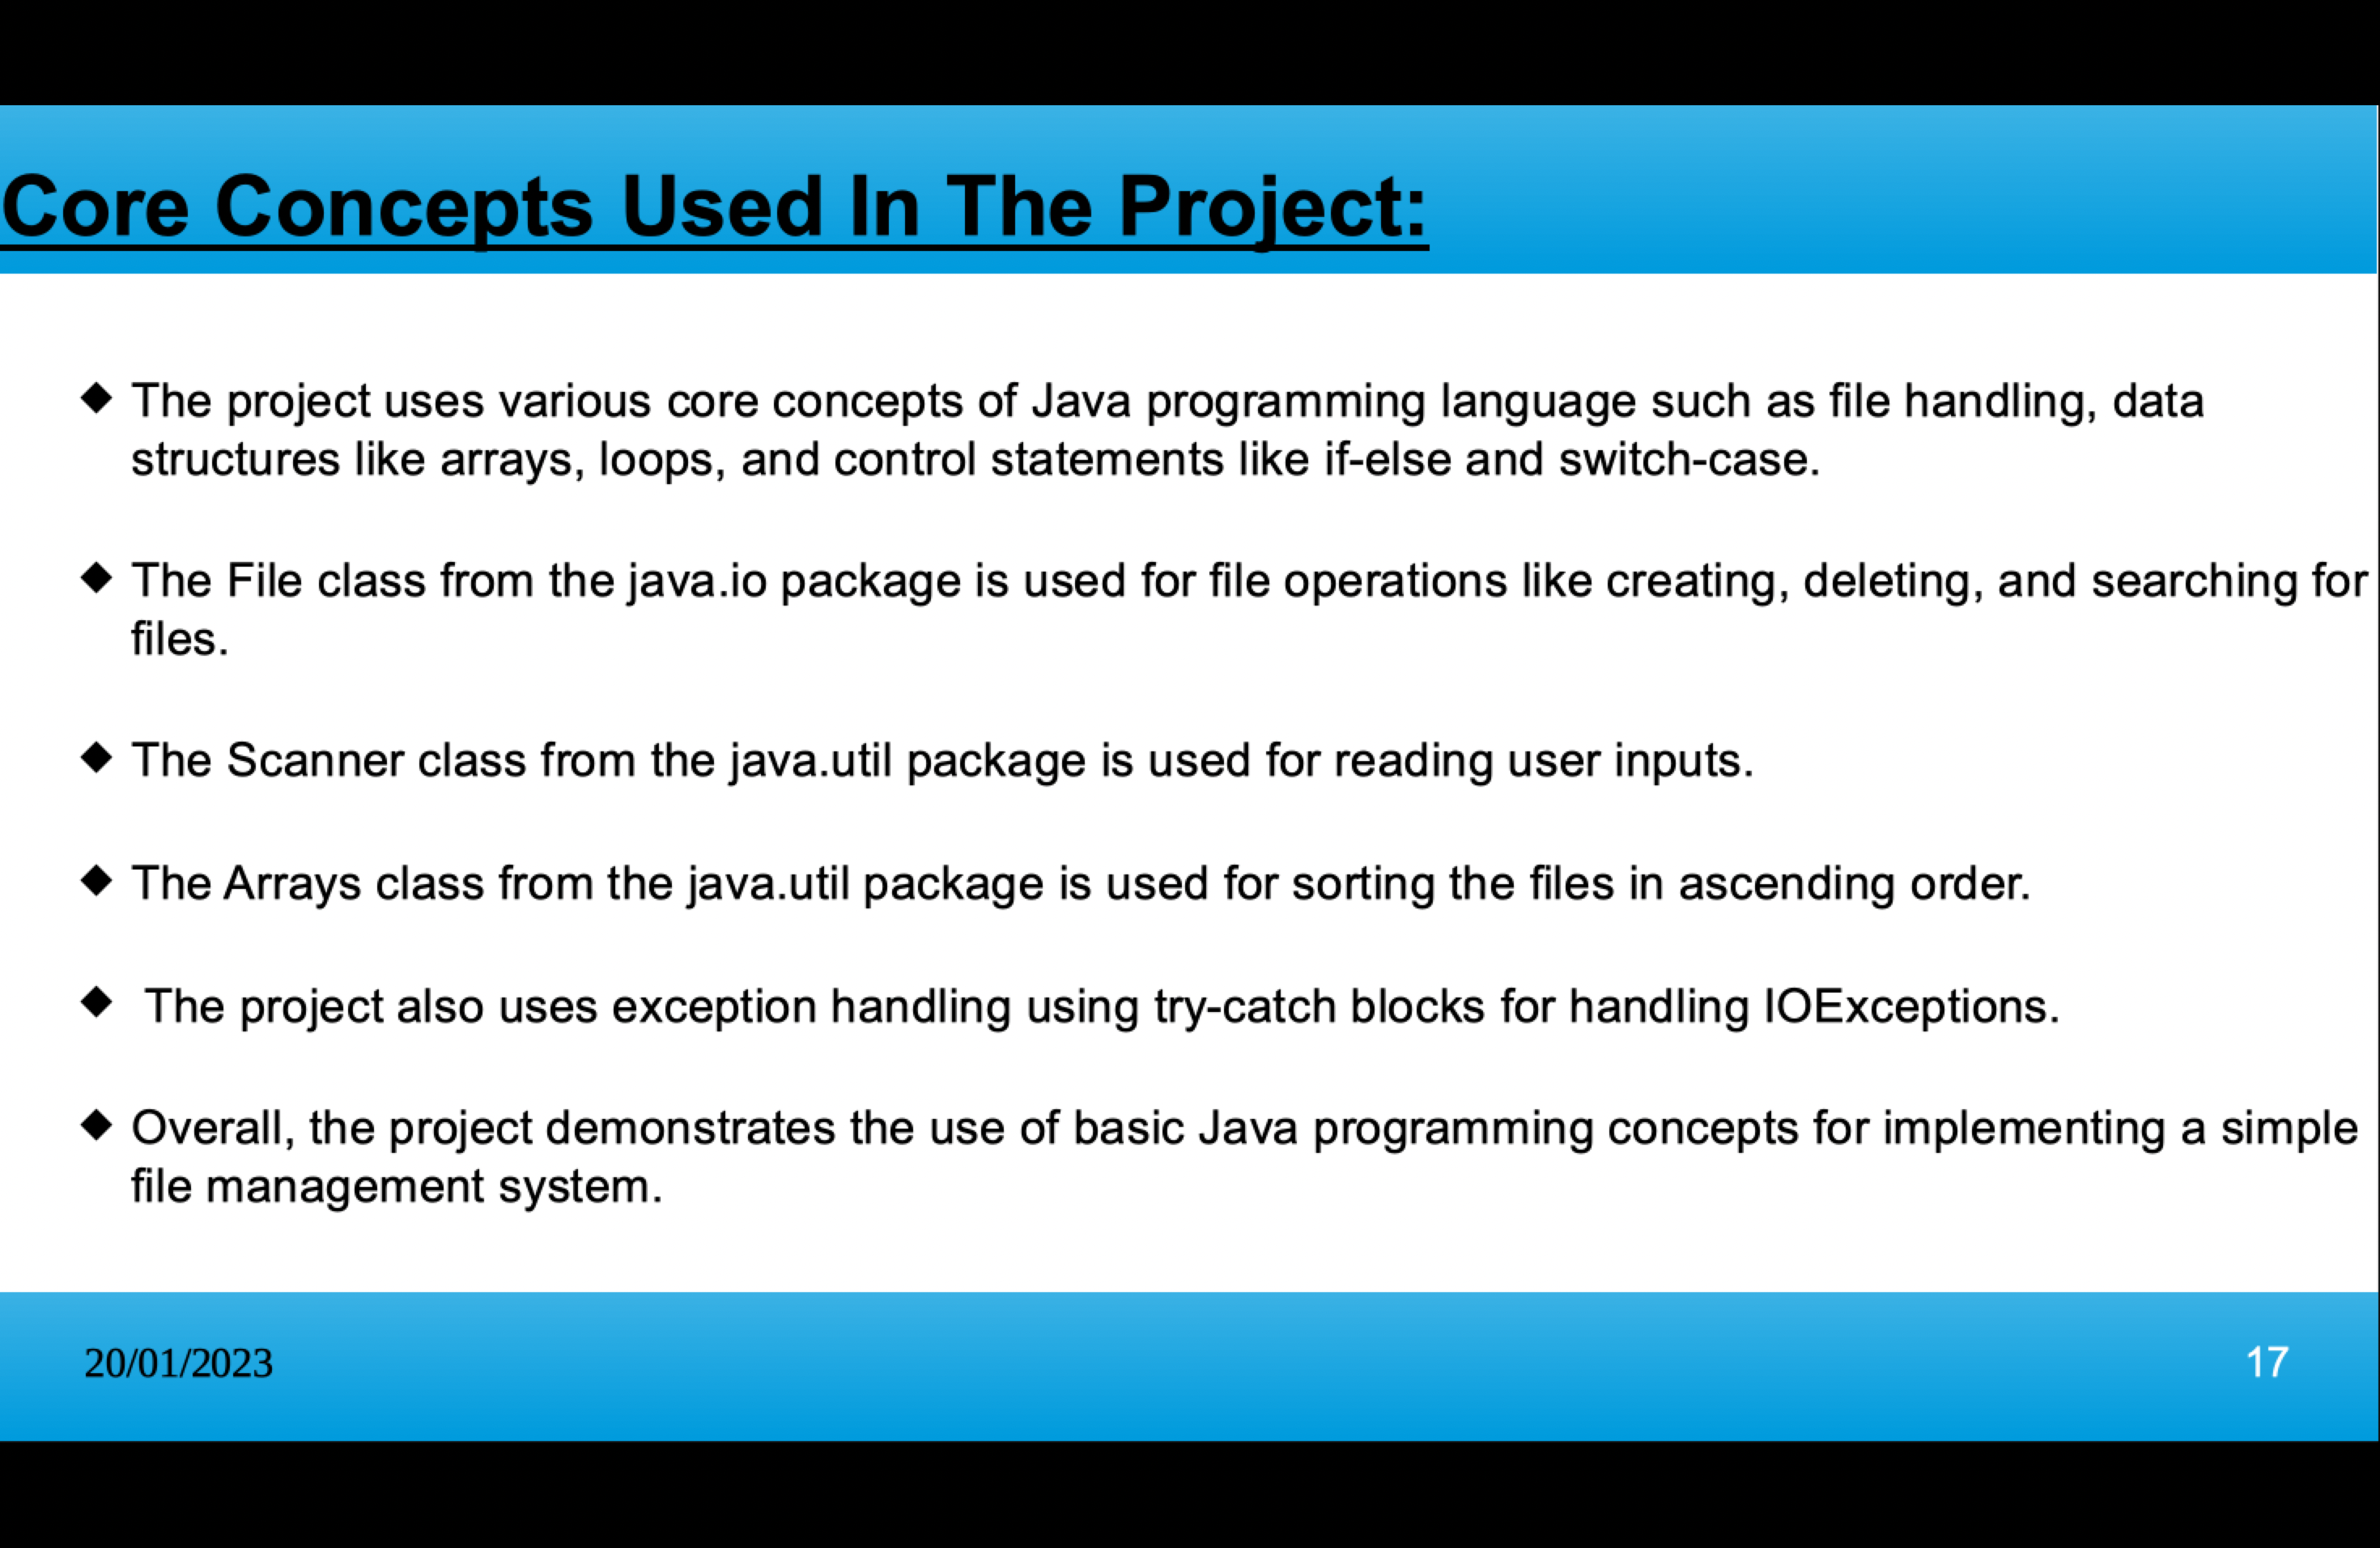 Core Concepts Used In The Project:
◆ The project uses various core concepts of Java programming language such as file handling, data
structures like arrays, loops, and control statements like if-else and switch-case.
◆ The File class from the java.io package is used for file operations like creating, deleting, and searching for
files.
◆ The Scanner class from the java.util package is used for reading user inputs.
◆ The Arrays class from the java.util package is used for sorting the files in ascending order.
◆ The project also uses exception handling using try-catch blocks for handling IOExceptions.
◆ Overall, the project demonstrates the use of basic Java programming concepts for implementing a simple
file management system.
20/01/2023
17